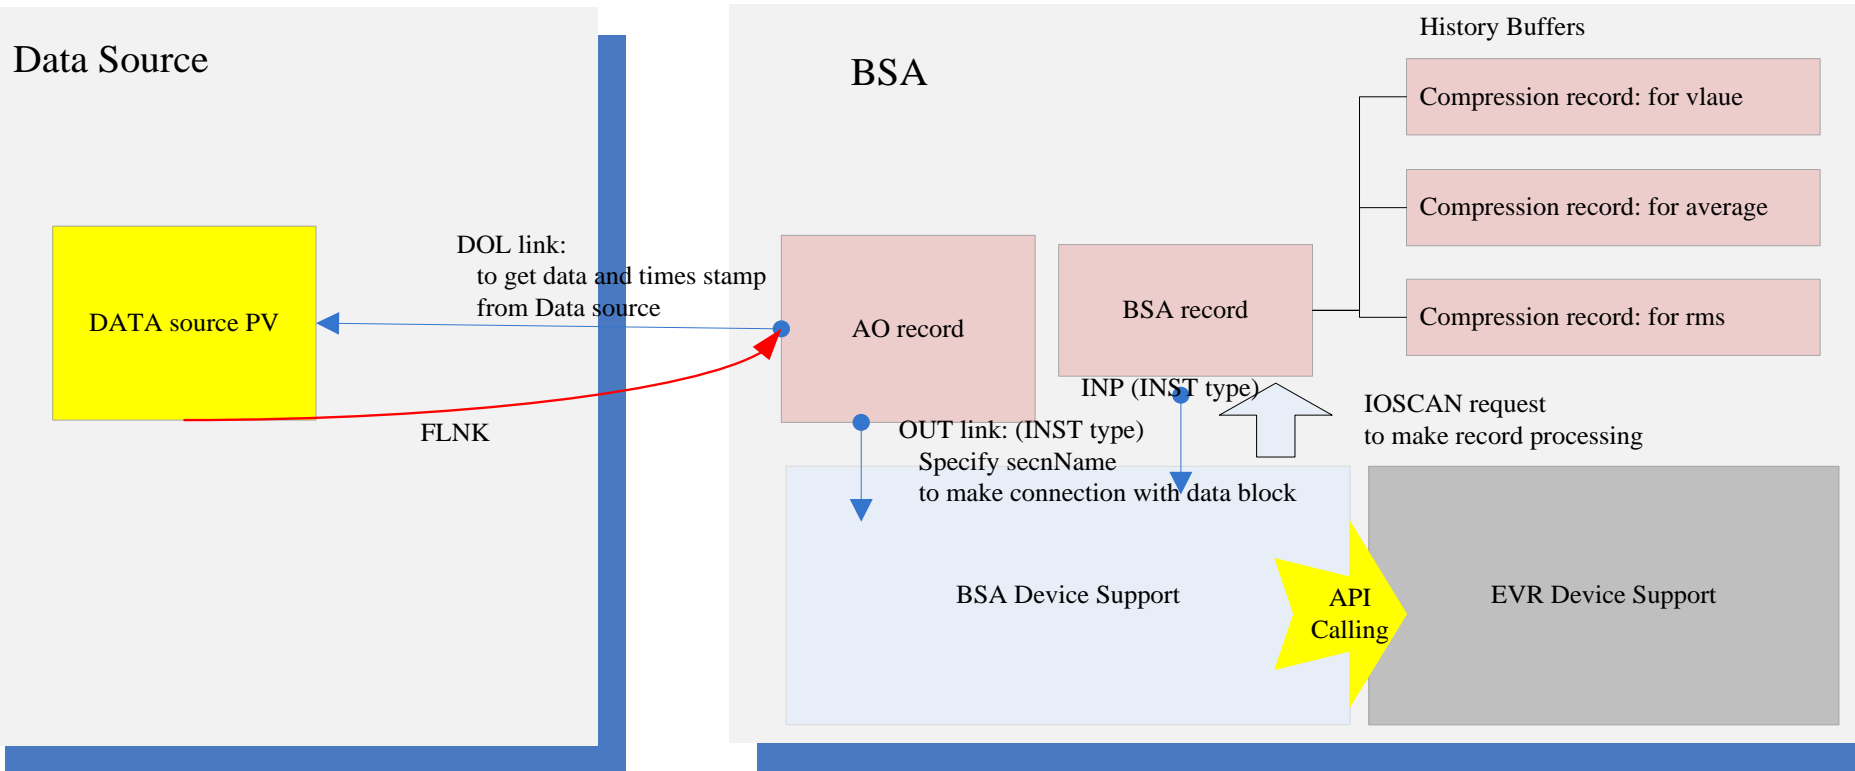 Data Source
DATA source PV
DOL link:
to get data and times stamp
from Data source
FLNK
BSA
AO record
BSA record
History Buffers
Compression record: for vlaue
Compression record: for average
Compression record: for rms
INP (INST type)
OUT link: (INST type)
Specify secnName
to make connection with data block
IOSCAN request
to make record processing
BSA Device Support
API
Calling
EVR Device Support